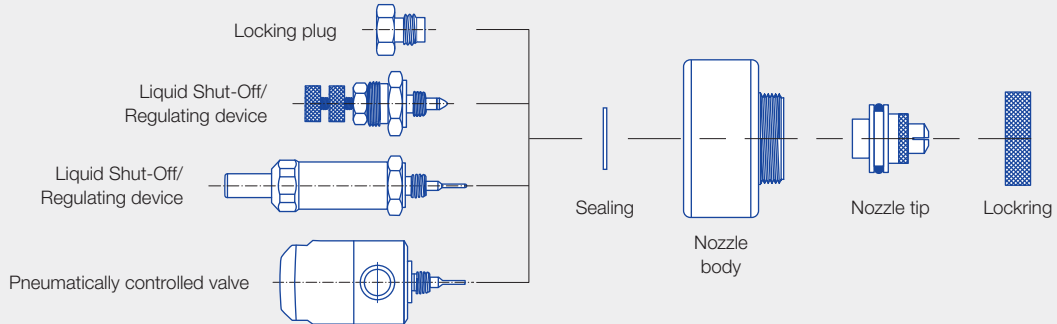 Locking plug
Liquid Shut-Off/
Regulating device
Liquid Shut-Off/
Regulating device
Pneumatically controlled valve
Sealing
Nozzle
body
Nozzle tip
Lockring